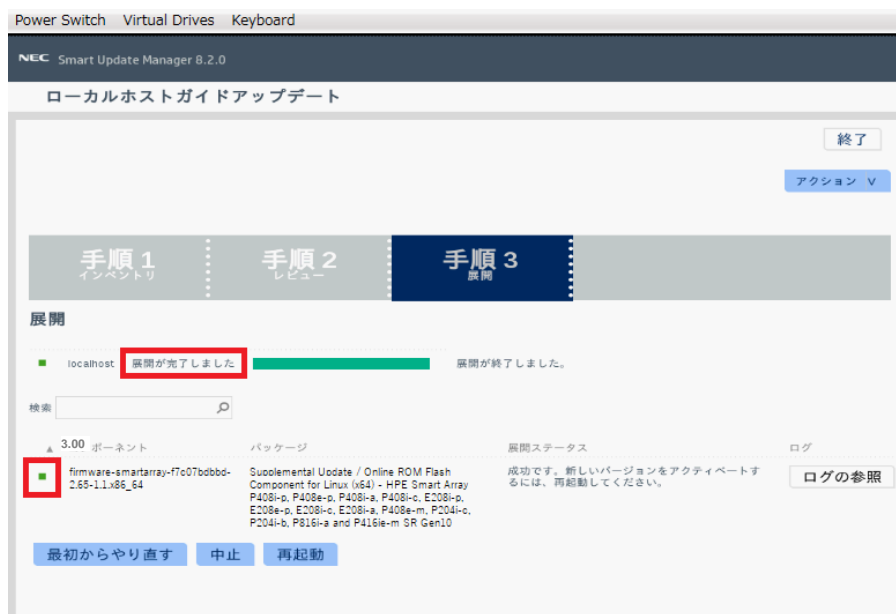 Power Switch Virtual Drives Keyboard
NEC Smart Update Manager 8.2.0
ローカルホストガイドアップデート
終了
アクション V
手順 1
インベントリ
手順 2
レビュー
手順 3
展開
展開
localhost 展開が完了しました 展開が終了しました。
検索
▲ 3.00 ポーネント パッケージ 展開ステータス ログ
firmware-smartarray-f7c07bdbbd-
2.65-1.1.x86_64
Supplemental Update / Online ROM Flash
Component for Linux (x64) - HPE Smart Array
P408i-p, P408e-p, P408i-a, P408i-c, E208i-p,
E208e-p, E208i-c, E208i-a, P408e-m, P204i-c,
P204i-b, P816i-a and P416ie-m SR Gen10
成功です。新しいバージョンをアクティベートす
るには、再起動してください。
ログの参照
最初からやり直す 中止 再起動